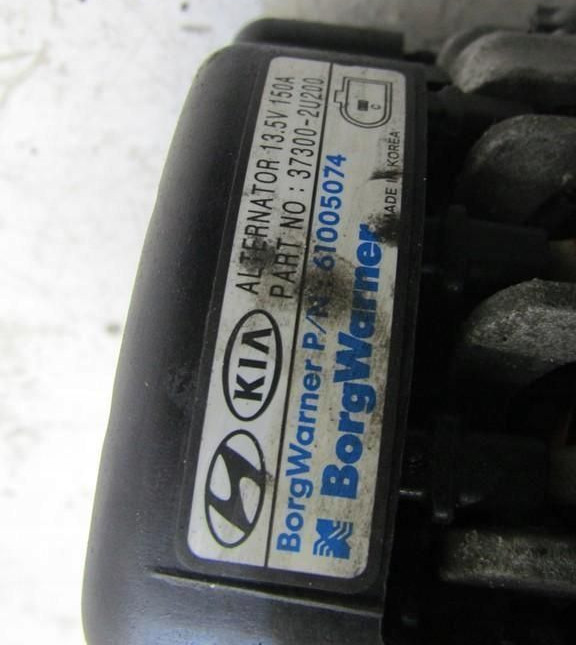 ALTERNATOR 13.5V 150A
PART NO : 37300-2U200
KIA
BorgWarner P/N 61005074
BorgWarner
MADE IN KOREA